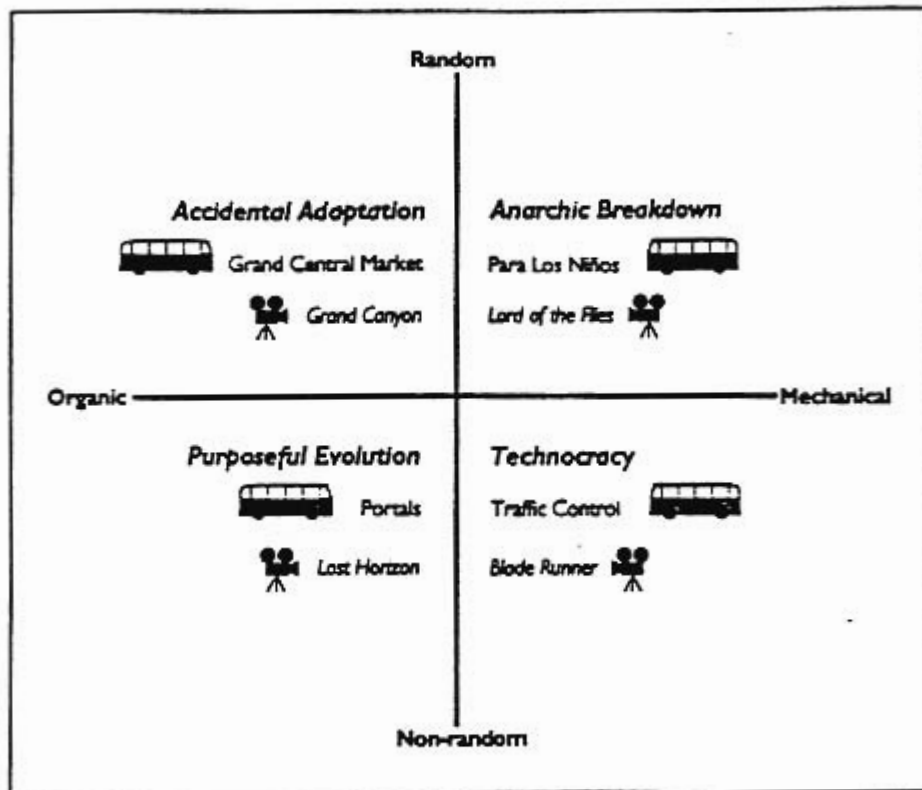 Random
Accidental Adaptation
Grand Central Market
Grand Canyon
Anarchic Breakdown
Para Los Niños
Lord of the Flies
Organic
Mechanical
Purposeful Evolution
Portals
Lost Horizon
Technocracy
Traffic Control
Blade Runner
Non-random